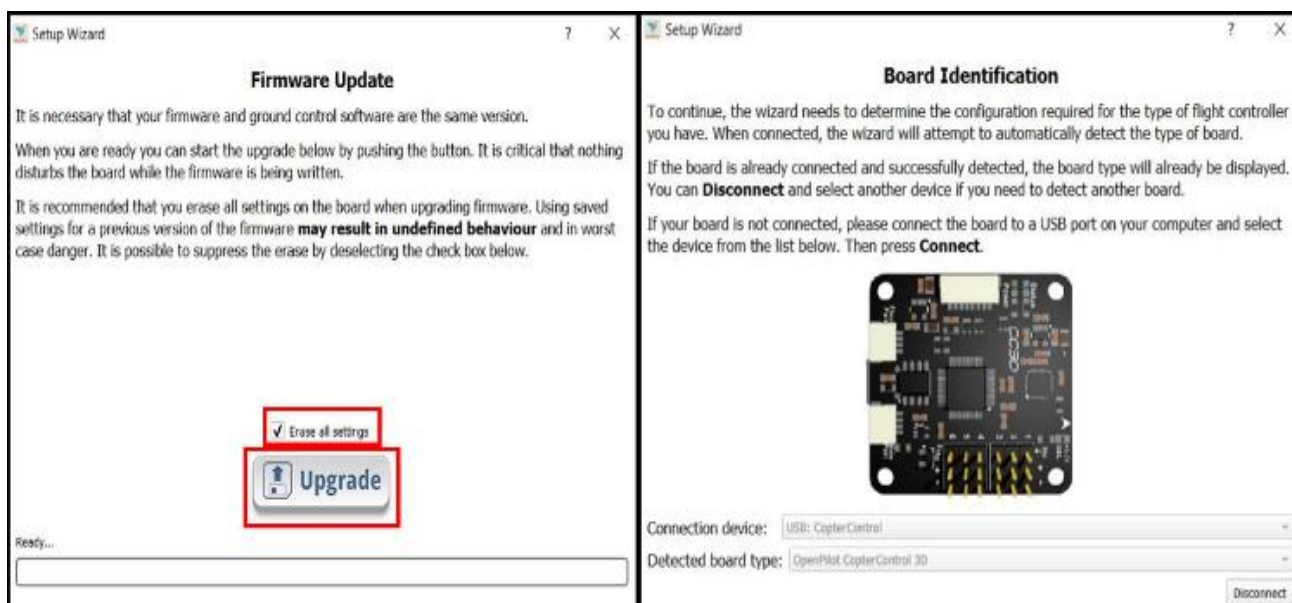 Setup Wizard
?
X
Firmware Update
It is necessary that your firmware and ground control software are the same version.
When you are ready you can start the upgrade below by pushing the button. It is critical that nothing
disturbs the board while the firmware is being written.
It is recommended that you erase all settings on the board when upgrading firmware. Using saved
settings for a previous version of the firmware may result in undefined behaviour and in worst
case danger. It is possible to suppress the erase by deselecting the check box below.
Erase all settings
Upgrade
Ready...
Setup Wizard
?
X
Board Identification
To continue, the wizard needs to determine the configuration required for the type of flight controller
you have. When connected, the wizard will attempt to automatically detect the type of board.
If the board is already connected and successfully detected, the board type will already be displayed.
You can Disconnect and select another device if you need to detect another board.
If your board is not connected, please connect the board to a USB port on your computer and select
the device from the list below. Then press Connect.
Status
Power
CC3D
Connection device: USB: CopterControl
Detected board type: OpenPilot CopterControl 3D
Disconnect